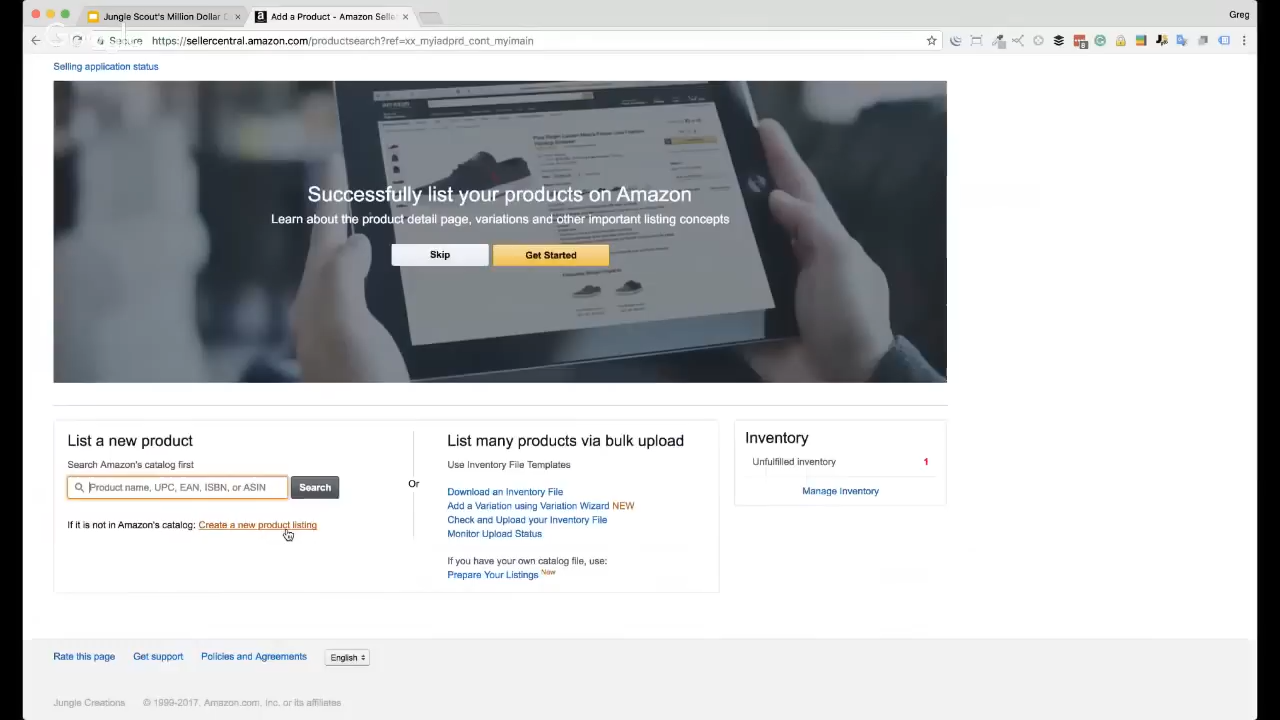 Jungle Scout's Million Dollar
Add a Product - Amazon Selle
Greg
Secure https://sellercentral.amazon.com/productsearch?ref=xx_myiadprd_cont_myimain
Selling application status
Successfully list your products on Amazon
Learn about the product detail page, variations and other important listing concepts
Skip
Get Started
List a new product
Search Amazon's catalog first
Product name, UPC, EAN, ISBN, or ASIN
Search
If it is not in Amazon's catalog: Create a new product listing
Or
List many products via bulk upload
Use Inventory File Templates
Download an Inventory File
Add a Variation using Variation Wizard NEW
Check and Upload your Inventory File
Monitor Upload Status
If you have your own catalog file, use:
Prepare Your Listings New
Inventory
Unfulfilled inventory 1
Manage Inventory
Rate this page
Get support
Policies and Agreements
English
Jungle Creations
© 1999-2017, Amazon.com, Inc. or its affiliates